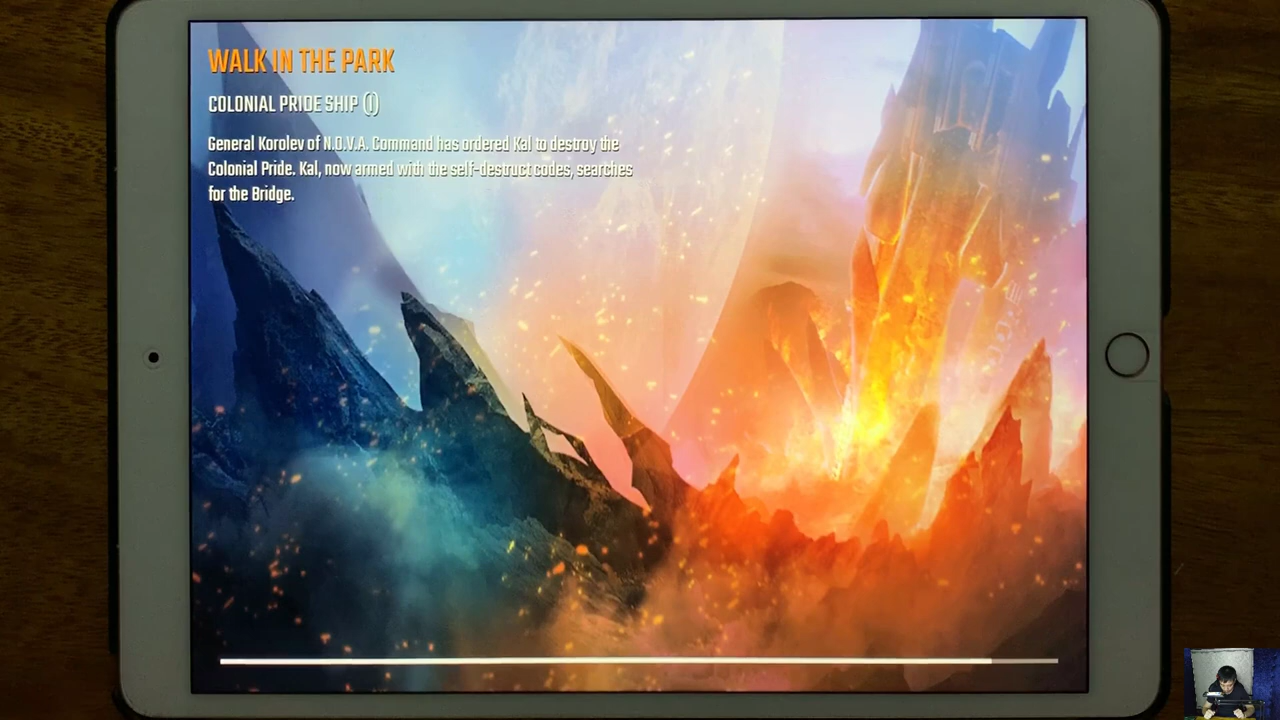 WALK IN THE PARK
COLONIAL PRIDE SHIP (I)
General Korolev of N.O.V.A. Command has ordered Kal to destroy the
Colonial Pride. Kal, now armed with the self-destruct codes, searches
for the Bridge.